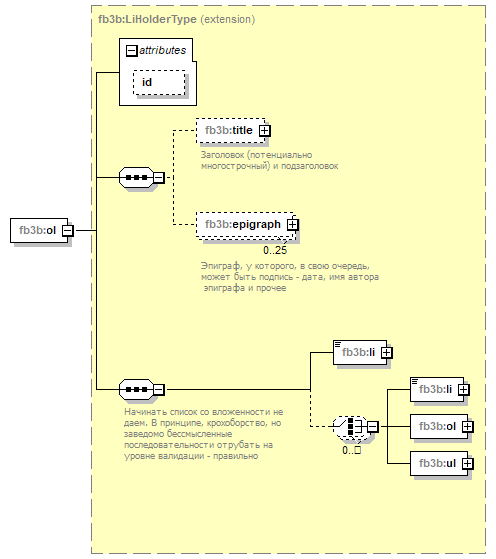 fb3b:LiHolderType (extension)
attributes
id
fb3b:title
Заголовок (потенциально
многострочный) и подзаголовок
fb3b:epigraph
0..25
Эпиграф, у которого, в свою очередь,
может быть подпись - дата, имя автора
эпиграфа и прочее
fb3b:ol
fb3b:li
Начинать список со вложенности не
даем. В принципе, крохоборство, но
заведомо бессмысленные
последовательности отрубать на
уровне валидации - правильно
0..
fb3b:li
fb3b:ol
fb3b:ul